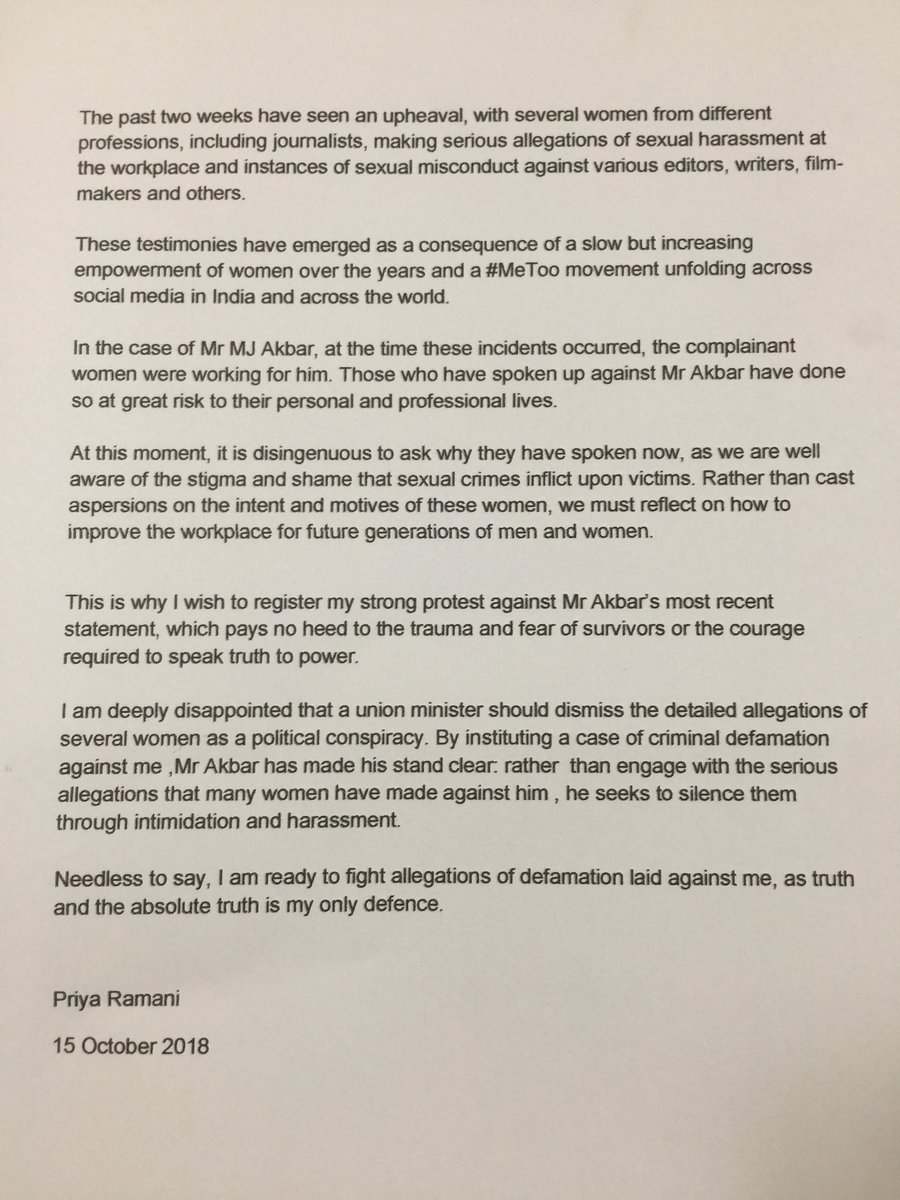 The past two weeks have seen an upheaval, with several women from different
professions, including journalists, making serious allegations of sexual harassment at
the workplace and instances of sexual misconduct against various editors, writers, film-
makers and others.
These testimonies have emerged as a consequence of a slow but increasing
empowerment of women over the years and a #MeToo movement unfolding across
social media in India and across the world.
In the case of Mr MJ Akbar, at the time these incidents occurred, the complainant
women were working for him. Those who have spoken up against Mr Akbar have done
so at great risk to their personal and professional lives.
At this moment, it is disingenuous to ask why they have spoken now, as we are well
aware of the stigma and shame that sexual crimes inflict upon victims. Rather than cast
aspersions on the intent and motives of these women, we must reflect on how to
improve the workplace for future generations of men and women.
This is why I wish to register my strong protest against Mr Akbar's most recent
statement, which pays no heed to the trauma and fear of survivors or the courage
required to speak truth to power.
I am deeply disappointed that a union minister should dismiss the detailed allegations of
several women as a political conspiracy. By instituting a case of criminal defamation
against me ,Mr Akbar has made his stand clear: rather  than engage with the serious
allegations that many women have made against him , he seeks to silence them
through intimidation and harassment.
Needless to say, I am ready to fight allegations of defamation laid against me, as truth
and the absolute truth is my only defence.
Priya Ramani
15 October 2018